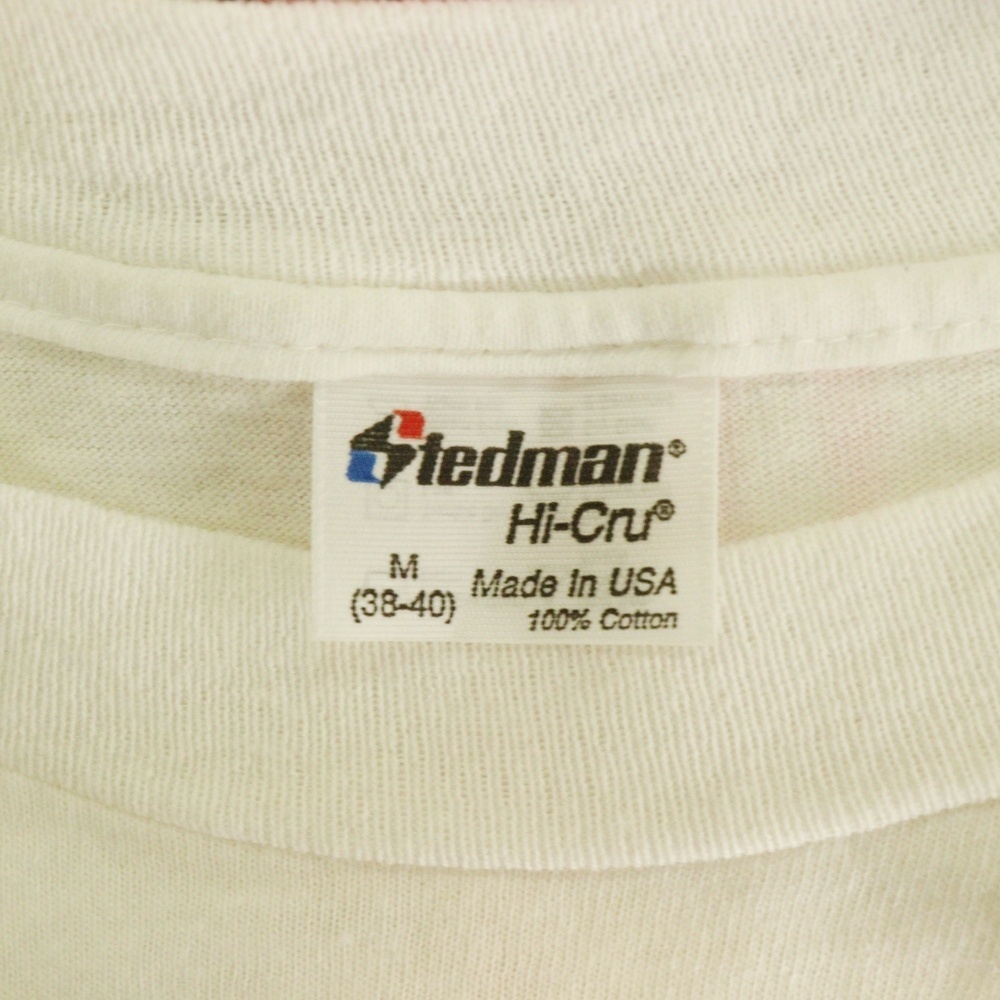 Stedman®
Hi-Cru®
M
(38-40)
Made In USA
100% Cotton